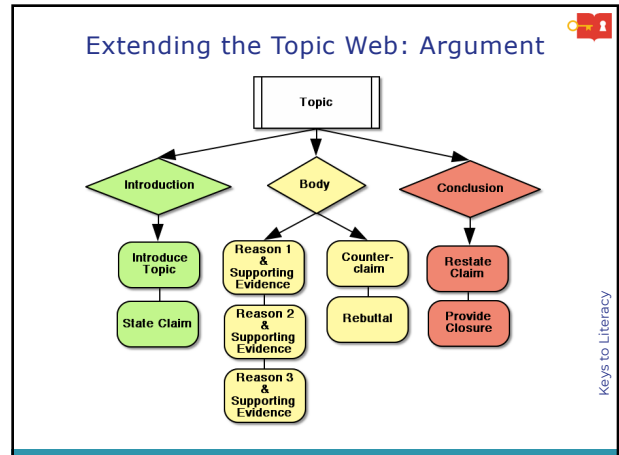 Extending the Topic Web: Argument
Topic
Introduction
Body
Conclusion
Introduce
Topic
State Claim
Reason 1
&
Supporting
Evidence
Reason 2
&
Supporting
Evidence
Reason 3
&
Supporting
Evidence
Counter-
claim
Rebuttal
Restate
Claim
Provide
Closure
Keys to Literacy